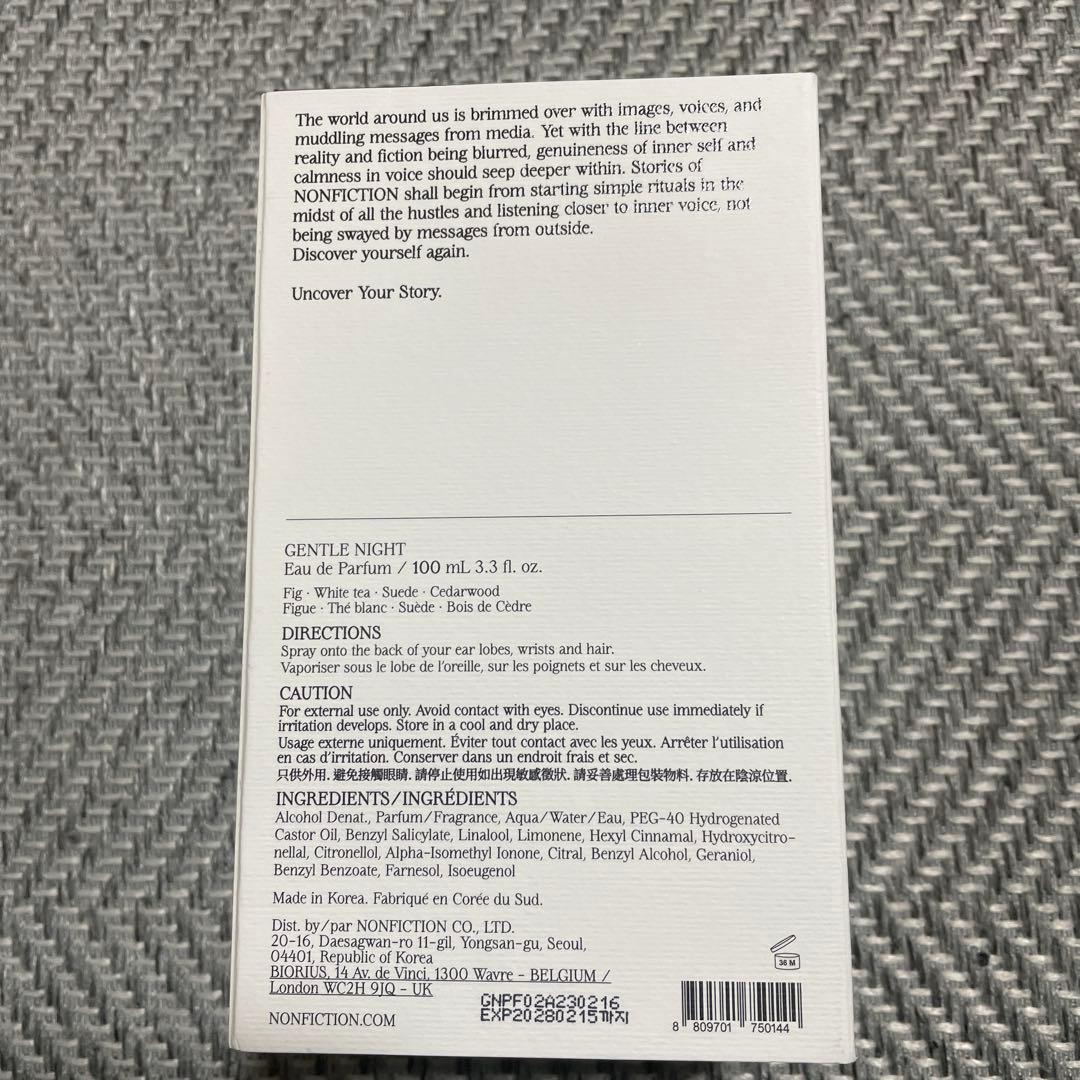 The world around us is brimmed over with images, voices, and
muddling messages from media. Yet with the line between
reality and fiction being blurred, genuineness of inner self and
calmness in voice should seep deeper within. Stories of
NONFICTION shall begin from starting simple rituals in the
midst of all the hustles and listening closer to inner voice, not
being swayed by messages from outside.
Discover yourself again.
Uncover Your Story.
GENTLE NIGHT
Eau de Parfum / 100 mL 3.3 fl. oz.
Fig · White tea · Suede · Cedarwood
Figue · Thé blanc · Suède · Bois de Cèdre
DIRECTIONS
Spray onto the back of your ear lobes, wrists and hair.
Vaporiser sous le lobe de l'oreille, sur les poignets et sur les cheveux.
CAUTION
For external use only. Avoid contact with eyes. Discontinue use immediately if
irritation develops. Store in a cool and dry place.
Usage externe uniquement. Éviter tout contact avec les yeux. Arrêter l'utilisation
en cas d'irritation. Conserver dans un endroit frais et sec.
只供外用. 避免接觸眼睛. 請停止使用如出現敏感徵狀. 請妥善處理包裝物料. 存放在陰涼位置.
INGREDIENTS/INGRÉDIENTS
Alcohol Denat., Parfum/Fragrance, Aqua/Water/Eau, PEG-40 Hydrogenated
Castor Oil, Benzyl Salicylate, Linalool, Limonene, Hexyl Cinnamal, Hydroxycitro-
nellal, Citronellol, Alpha-Isomethyl Ionone, Citral, Benzyl Alcohol, Geraniol,
Benzyl Benzoate, Farnesol, Isoeugenol
Made in Korea. Fabriqué en Corée du Sud.
Dist. by/par NONFICTION CO., LTD.
20-16, Daesagwan-ro 11-gil, Yongsan-gu, Seoul,
04401, Republic of Korea
BIORIUS, 14 Av. de Vinci, 1300 Wavre - BELGIUM /
London WC2H 9JQ - UK
NONFICTION.COM
GNPF02A230216
EXP20280215까지
36 M
8 809701 750144